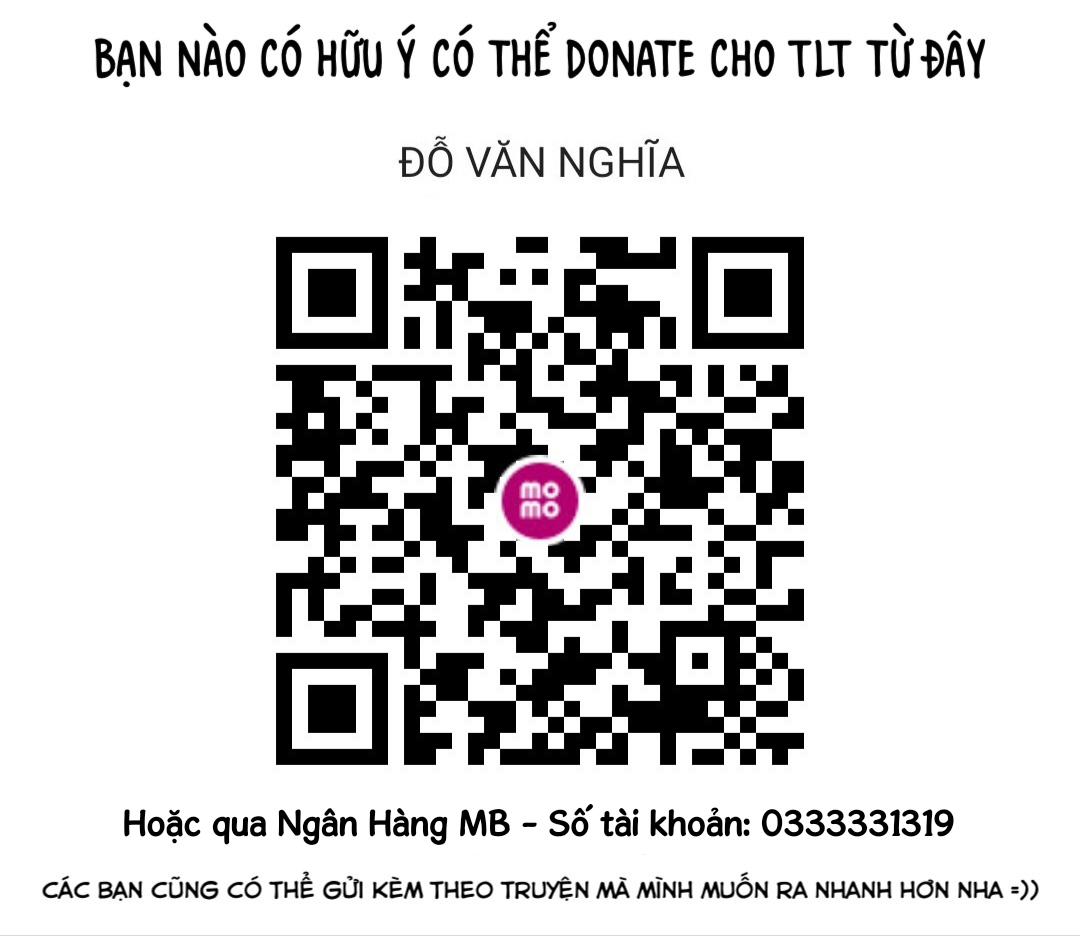 BẠN NÀO CÓ HỮU Ý CÓ THỂ DONATE CHO TLT TỪ ĐÂY
ĐỖ VĂN NGHĨA
mo
mo
Hoặc qua Ngân Hàng MB - Số tài khoản: 0333331319
CÁC BẠN CŨNG CÓ THỂ GỬI KÈM THEO TRUYỆN MÀ MÌNH MUỐN RA NHANH HƠN NHA =))